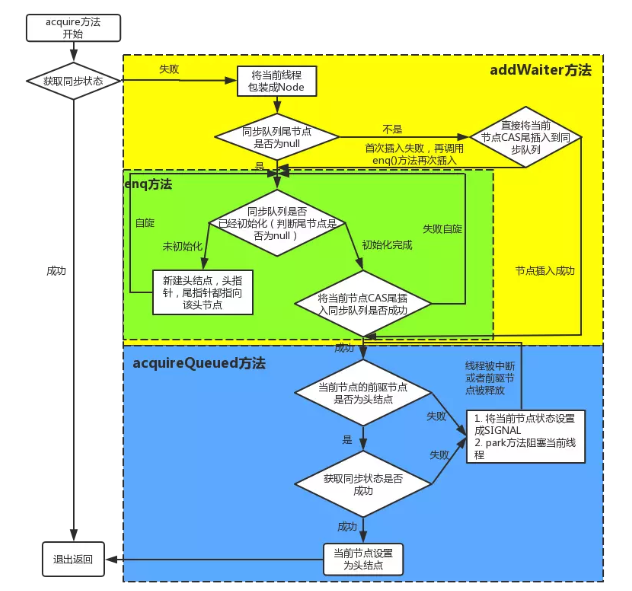 acquire方法
开始
获取同步状态
失败
将当前线程
包装成Node
addWaiter方法
同步队列尾节点
是否为null
不是
直接将当前
节点CAS尾插入到同
步队列
首次插入失败，再调用
enq()方法再次插入
是
enq方法
同步队列是否
已经初始化（判断尾节点是
否为null）
自旋
失败自旋
未初始化
初始化完成
成功
新建头结点，头指
针，尾指针都指向
该头节点
将当前节点CAS尾插
入同步队列是否成功
节点插入成功
成功
acquireQueued方法
线程被中断
或者前驱节
点被释放
当前节点的前驱节点
是否为头结点
失败
1. 将当前节点状态设置
成SIGNAL
2. park方法阻塞当前线
程
是
失败
获取同步状态是否
成功
成功
退出返回
当前节点设置
为头结点